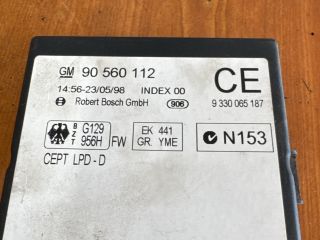 GM 90 560 112
14:56-23/05/98 INDEX 00
Robert Bosch GmbH 906
CE
9 330 065 187
BZT G129 956H FW
EK 441
GR. YME
N153
CEPT LPD - D